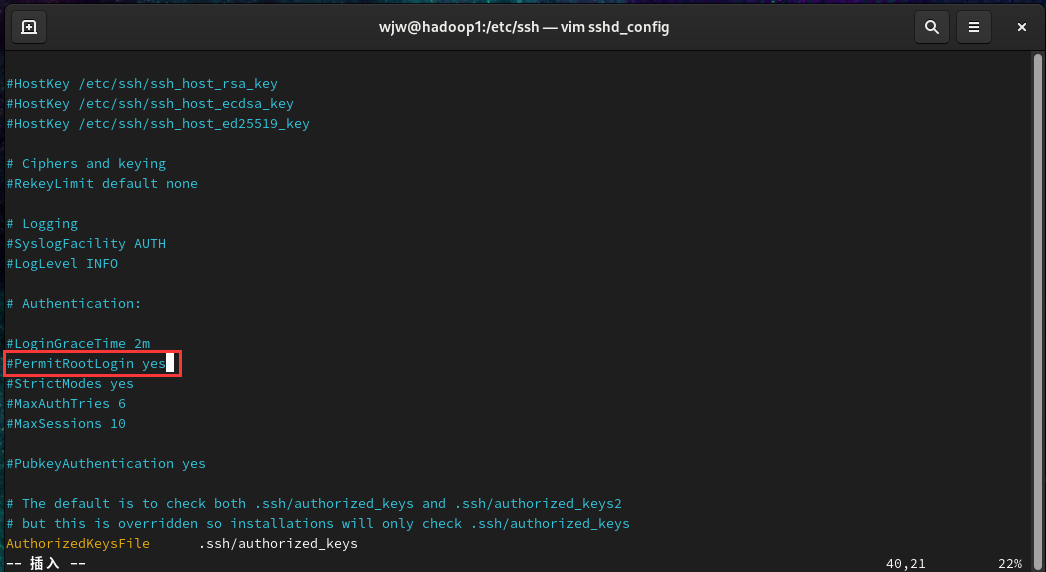 wjw@hadoop1:/etc/ssh — vim sshd_config
#HostKey /etc/ssh/ssh_host_rsa_key
#HostKey /etc/ssh/ssh_host_ecdsa_key
#HostKey /etc/ssh/ssh_host_ed25519_key
# Ciphers and keying
#RekeyLimit default none
# Logging
#SyslogFacility AUTH
#LogLevel INFO
# Authentication:
#LoginGraceTime 2m
#PermitRootLogin yes
#StrictModes yes
#MaxAuthTries 6
#MaxSessions 10
#PubkeyAuthentication yes
# The default is to check both .ssh/authorized_keys and .ssh/authorized_keys2
# but this is overridden so installations will only check .ssh/authorized_keys
AuthorizedKeysFile      .ssh/authorized_keys
-- 插入 -- 40,21 22%